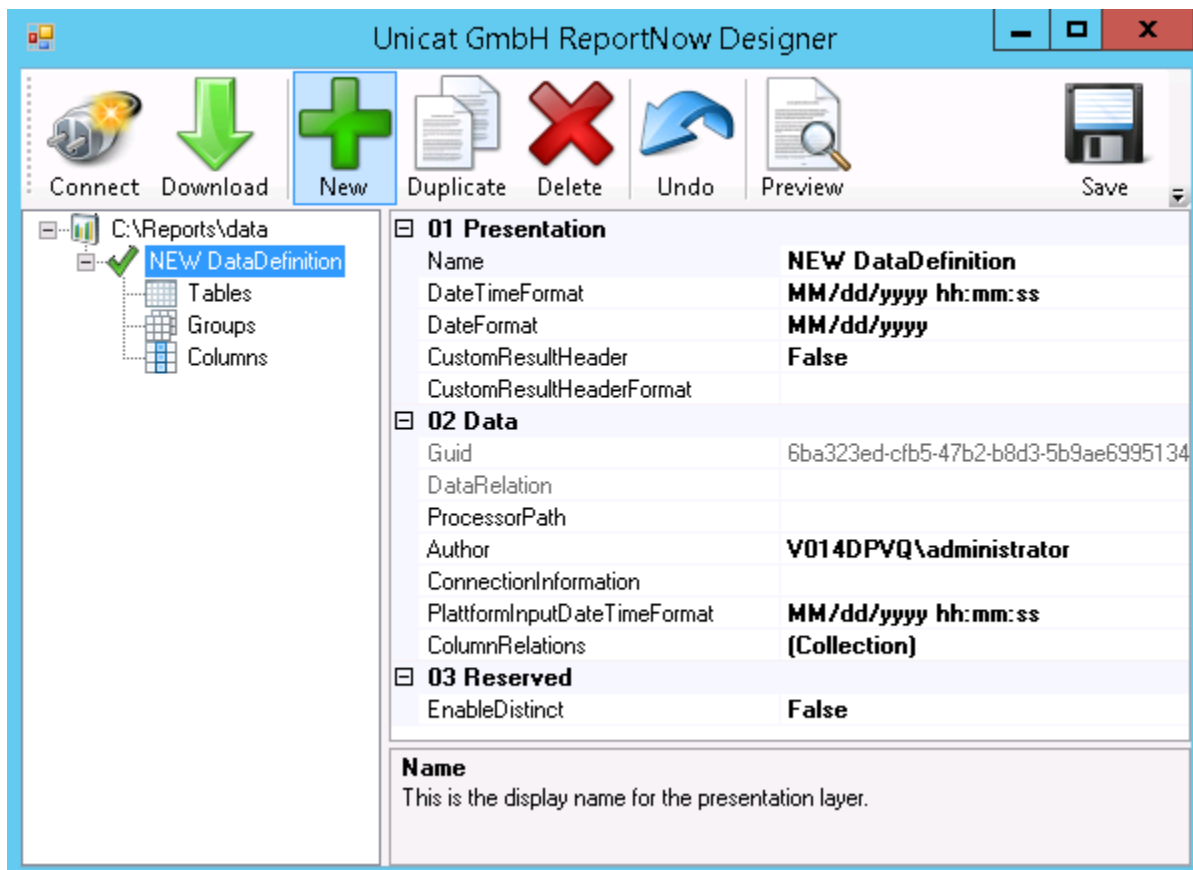 Unicat GmbH ReportNow Designer
Connect Download New Duplicate Delete Undo Preview Save
C:\Reports\data
NEW DataDefinition
Tables
Groups
Columns
01 Presentation
Name NEW DataDefinition
DateTimeFormat MM/dd/yyyy hh:mm:ss
DateFormat MM/dd/yyyy
CustomResultHeader False
CustomResultHeaderFormat
02 Data
Guid 6ba323ed-cfb5-47b2-b8d3-5b9ae6995134
DataRelation
ProcessorPath
Author V014DPVQ\administrator
ConnectionInformation
PlattformInputDateTimeFormat MM/dd/yyyy hh:mm:ss
ColumnRelations (Collection)
03 Reserved
EnableDistinct False
Name
This is the display name for the presentation layer.